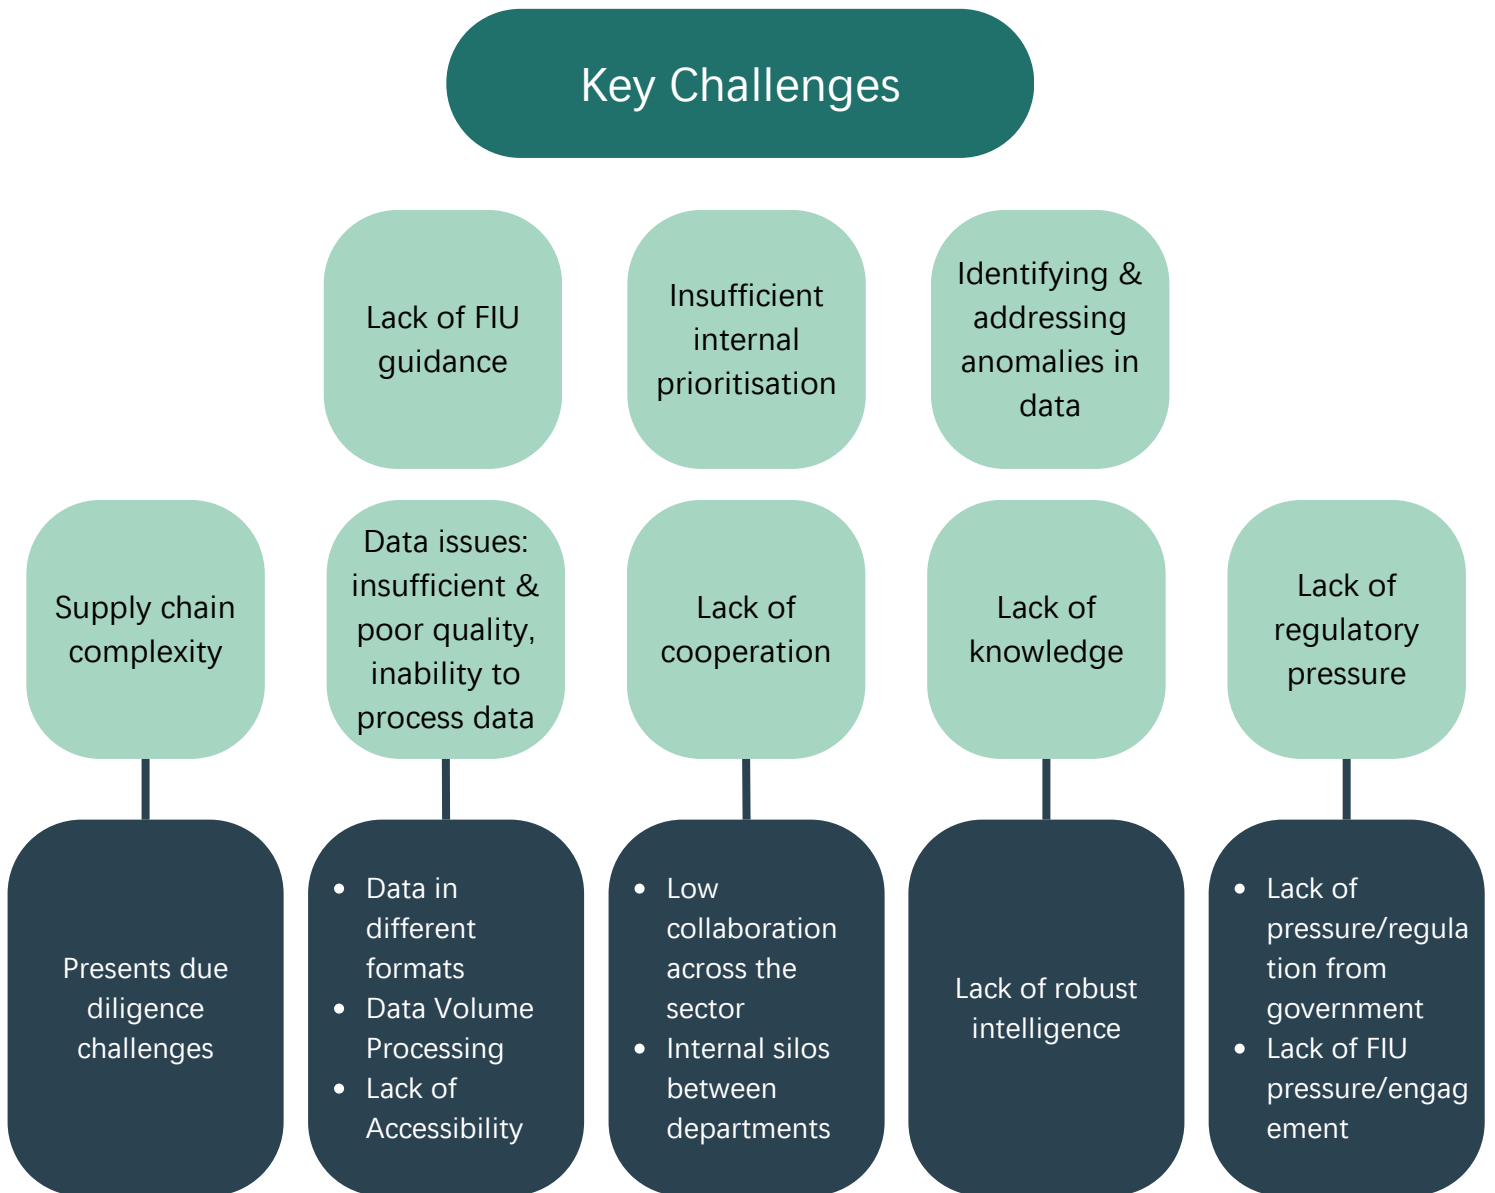 Key Challenges
Lack of FIU
guidance
Insufficient
internal
prioritisation
Identifying &
addressing
anomalies in
data
Supply chain
complexity
Data issues:
insufficient &
poor quality,
inability to
process data
Lack of
cooperation
Lack of
knowledge
Lack of
regulatory
pressure
Presents due
diligence
challenges
• Data in
different
formats
• Data Volume
Processing
• Lack of
Accessibility
• Low
collaboration
across the
sector
• Internal silos
between
departments
Lack of robust
intelligence
• Lack of
pressure/regula
tion from
government
• Lack of FIU
pressure/engag
ement